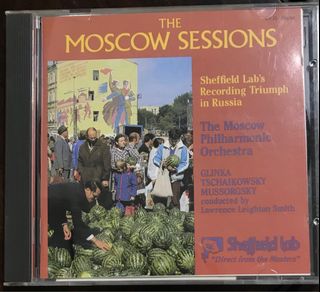 THE
MOSCOW SESSIONS
Sheffield Lab's
Recording Triumph
in Russia
The Moscow
Philharmonic
Orchestra
GLINKA
TSCHAIKOWSKY
MUSSORGSKY
conducted by
Lawrence Leighton Smith
Sheffield Lab
"Direct from the Masters"